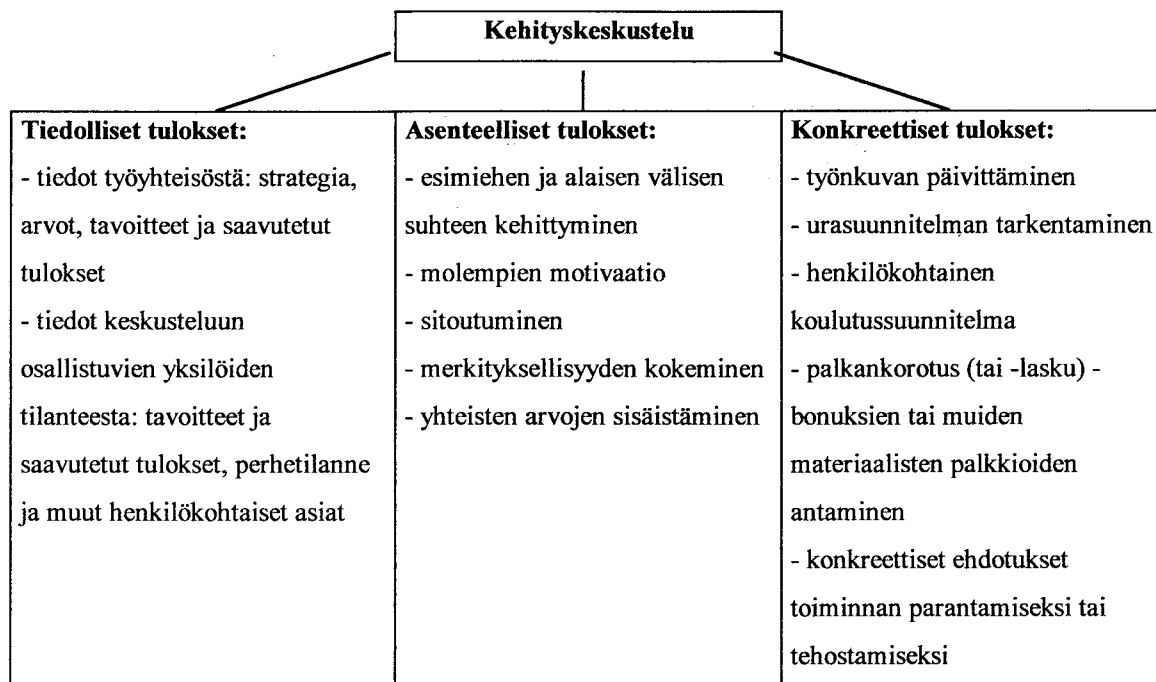 Kehityskeskustelu
Tiedolliset tulokset:
- tiedot työyhteisöstä: strategia,
arvot, tavoitteet ja saavutetut
tulokset
- tiedot keskusteluun
osallistuvien yksilöiden
tilanteesta: tavoitteet ja
saavutetut tulokset, perhetilanne
ja muut henkilökohtaiset asiat
Asenteelliset tulokset:
- esimiehen ja alaisen välisen
suhteen kehittyminen
- molempien motivaatio
- sitoutuminen
- merkityksellisyyden kokeminen
- yhteisten arvojen sisäistäminen
Konkreettiset tulokset:
- työnkuvan päivittäminen
- urasuunnitelman tarkentaminen
- henkilökohtainen
koulutussuunnitelma
- palkankorotus (tai -lasku) -
bonuksien tai muiden
materiaalisten palkkioiden
antaminen
- konkreettiset ehdotukset
toiminnan parantamiseksi tai
tehostamiseksi